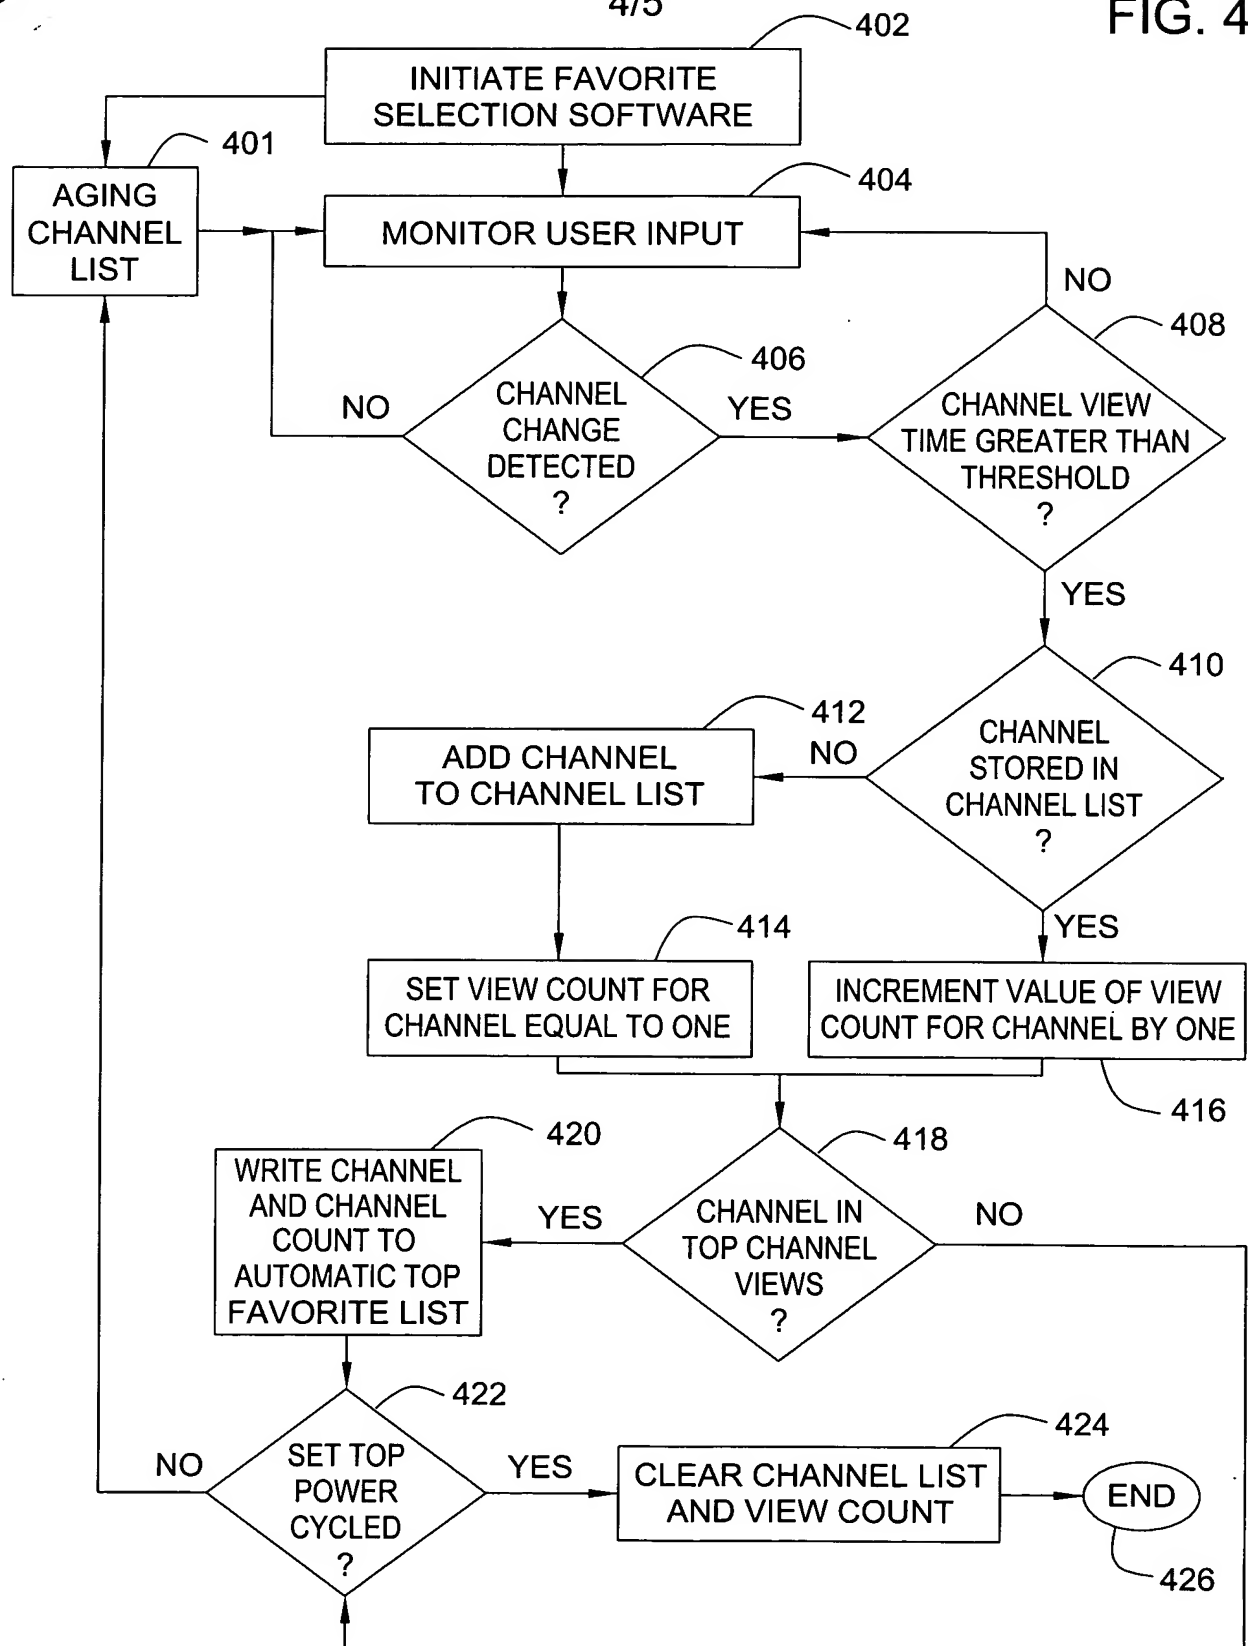 4/5
FIG. 4
402
INITIATE FAVORITE
SELECTION SOFTWARE
401
AGING
CHANNEL
LIST
404
MONITOR USER INPUT
NO
408
406
CHANNEL
CHANGE
DETECTED
?
NO
YES
CHANNEL VIEW
TIME GREATER THAN
THRESHOLD
?
YES
410
412
ADD CHANNEL
TO CHANNEL LIST
NO
CHANNEL
STORED IN
CHANNEL LIST
?
YES
414
SET VIEW COUNT FOR
CHANNEL EQUAL TO ONE
INCREMENT VALUE OF VIEW
COUNT FOR CHANNEL BY ONE
416
420
418
WRITE CHANNEL
AND CHANNEL
COUNT TO
AUTOMATIC TOP
FAVORITE LIST
YES
CHANNEL IN
TOP CHANNEL
VIEWS
?
NO
422
NO
SET TOP
POWER
CYCLED
?
YES
424
CLEAR CHANNEL LIST
AND VIEW COUNT
END
426